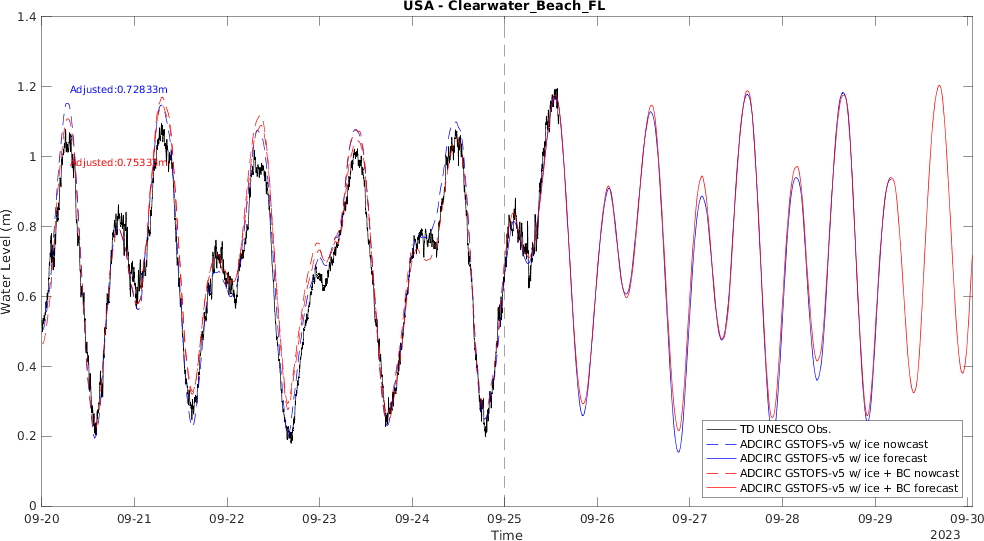 USA - Clearwater_Beach_FL
1.4
1.2
1
0.8
0.6
0.4
0.2
0
Water Level (m)
Adjusted:0.72833m
Adjusted:0.75335m
TD UNESCO Obs.
ADCIRC GSTOFS-v5 w/ ice nowcast
ADCIRC GSTOFS-v5 w/ ice forecast
ADCIRC GSTOFS-v5 w/ ice + BC nowcast
ADCIRC GSTOFS-v5 w/ ice + BC forecast
09-20 09-21 09-22 09-23 09-24 09-25 09-26 09-27 09-28 09-29 09-30
Time
2023